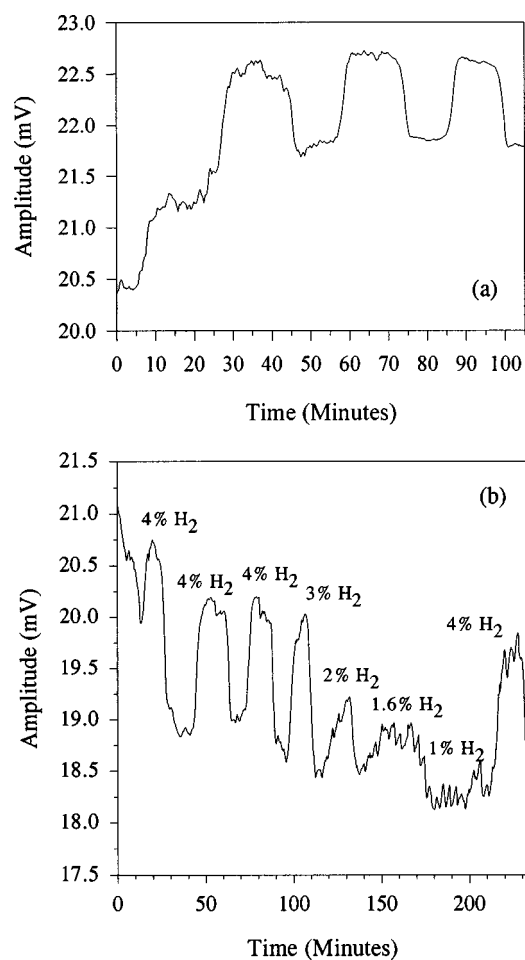 23.0
22.5
22.0
21.5
21.0
20.5
20.0
Amplitude (mV)
(a)
0 10 20 30 40 50 60 70 80 90 100
Time (Minutes)
21.5
21.0
20.5
20.0
19.5
19.0
18.5
18.0
17.5
Amplitude (mV)
(b)
4% H2
4% H2
4% H2
3% H2
2% H2
1.6% H2
1% H2
4% H2
0 50 100 150 200
Time (Minutes)